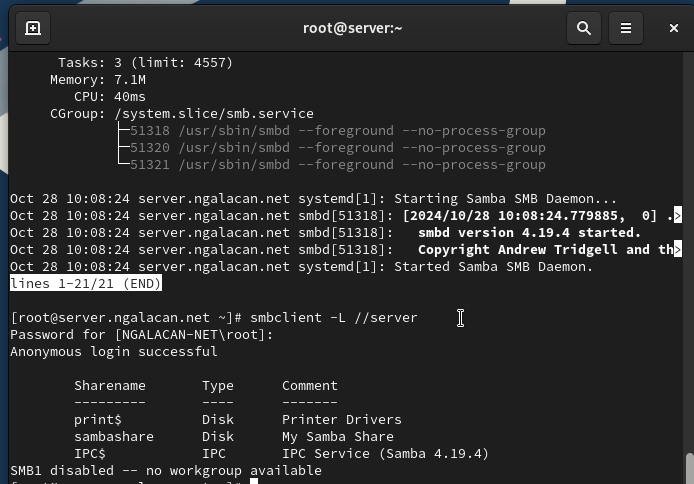 root@server:~
Tasks: 3 (limit: 4557)
Memory: 7.1M
CPU: 40ms
CGroup: /system.slice/smb.service
├─51318 /usr/sbin/smbd --foreground --no-process-group
├─51320 /usr/sbin/smbd --foreground --no-process-group
└─51321 /usr/sbin/smbd --foreground --no-process-group
Oct 28 10:08:24 server.ngalacan.net systemd[1]: Starting Samba SMB Daemon...
Oct 28 10:08:24 server.ngalacan.net smbd[51318]: [2024/10/28 10:08:24.779885,  0] .>
Oct 28 10:08:24 server.ngalacan.net smbd[51318]:   smbd version 4.19.4 started.
Oct 28 10:08:24 server.ngalacan.net smbd[51318]:   Copyright Andrew Tridgell and th>
Oct 28 10:08:24 server.ngalacan.net systemd[1]: Started Samba SMB Daemon.
lines 1-21/21 (END)
[root@server.ngalacan.net ~]# smbclient -L //server
Password for [NGALACAN-NET\root]:
Anonymous login successful
Sharename       Type      Comment
---------       ----      -------
print$          Disk      Printer Drivers
sambashare      Disk      My Samba Share
IPC$            IPC       IPC Service (Samba 4.19.4)
SMB1 disabled -- no workgroup available